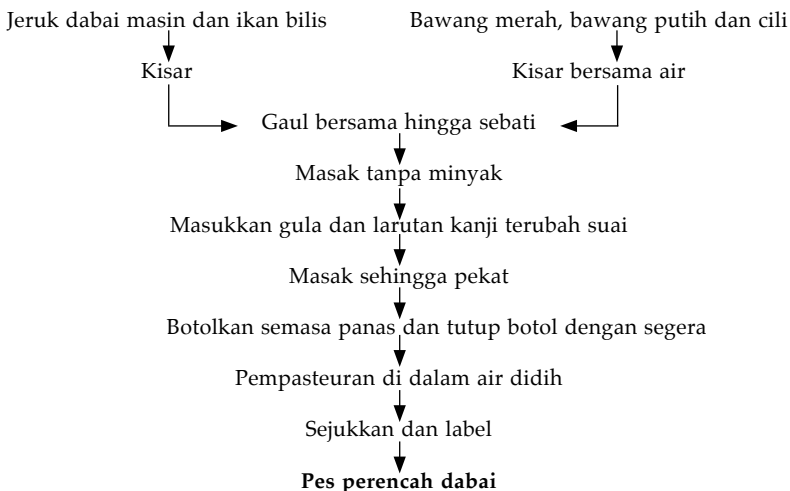 Jeruk dabai masin dan ikan bilis
Bawang merah, bawang putih dan cili
Kisar
Kisar bersama air
Gaul bersama hingga sebati
Masak tanpa minyak
Masukkan gula dan larutan kanji terubah suai
Masak sehingga pekat
Botolkan semasa panas dan tutup botol dengan segera
Pempasteuran di dalam air didih
Sejukkan dan label
Pes perencah dabai